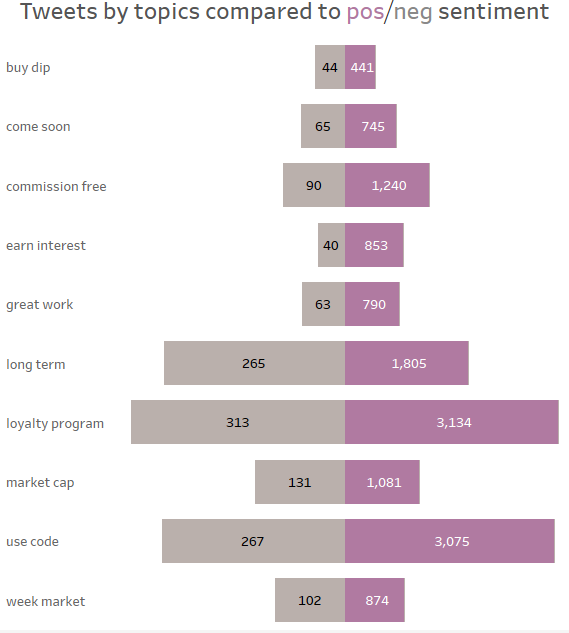 Tweets by topics compared to pos/neg sentiment
buy dip 44 441
come soon 65 745
commission free 90 1,240
earn interest 40 853
great work 63 790
long term 265 1,805
loyalty program 313 3,134
market cap 131 1,081
use code 267 3,075
week market 102 874